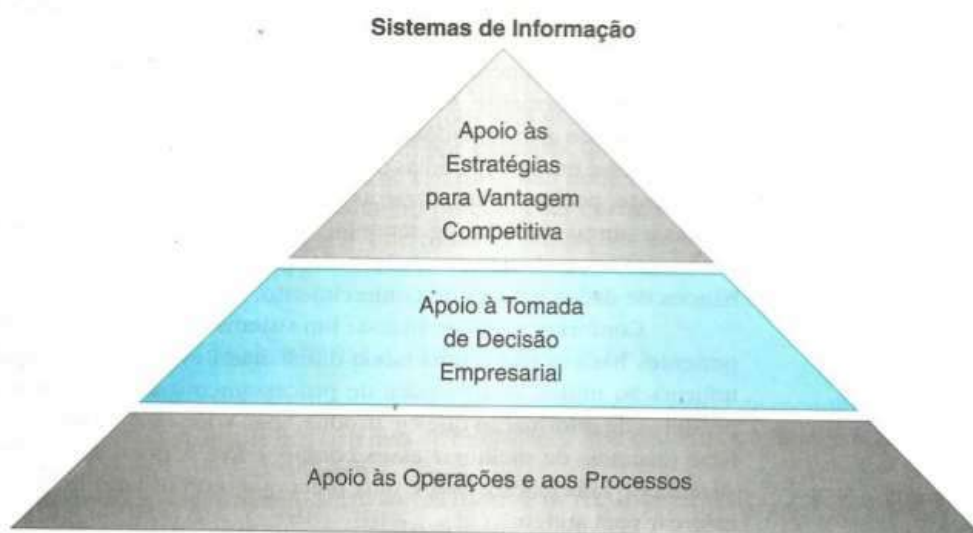 Sistemas de Informação
Apoio às
Estratégias
para Vantagem
Competitiva
Apoio à Tomada
de Decisão
Empresarial
Apoio às Operações e aos Processos